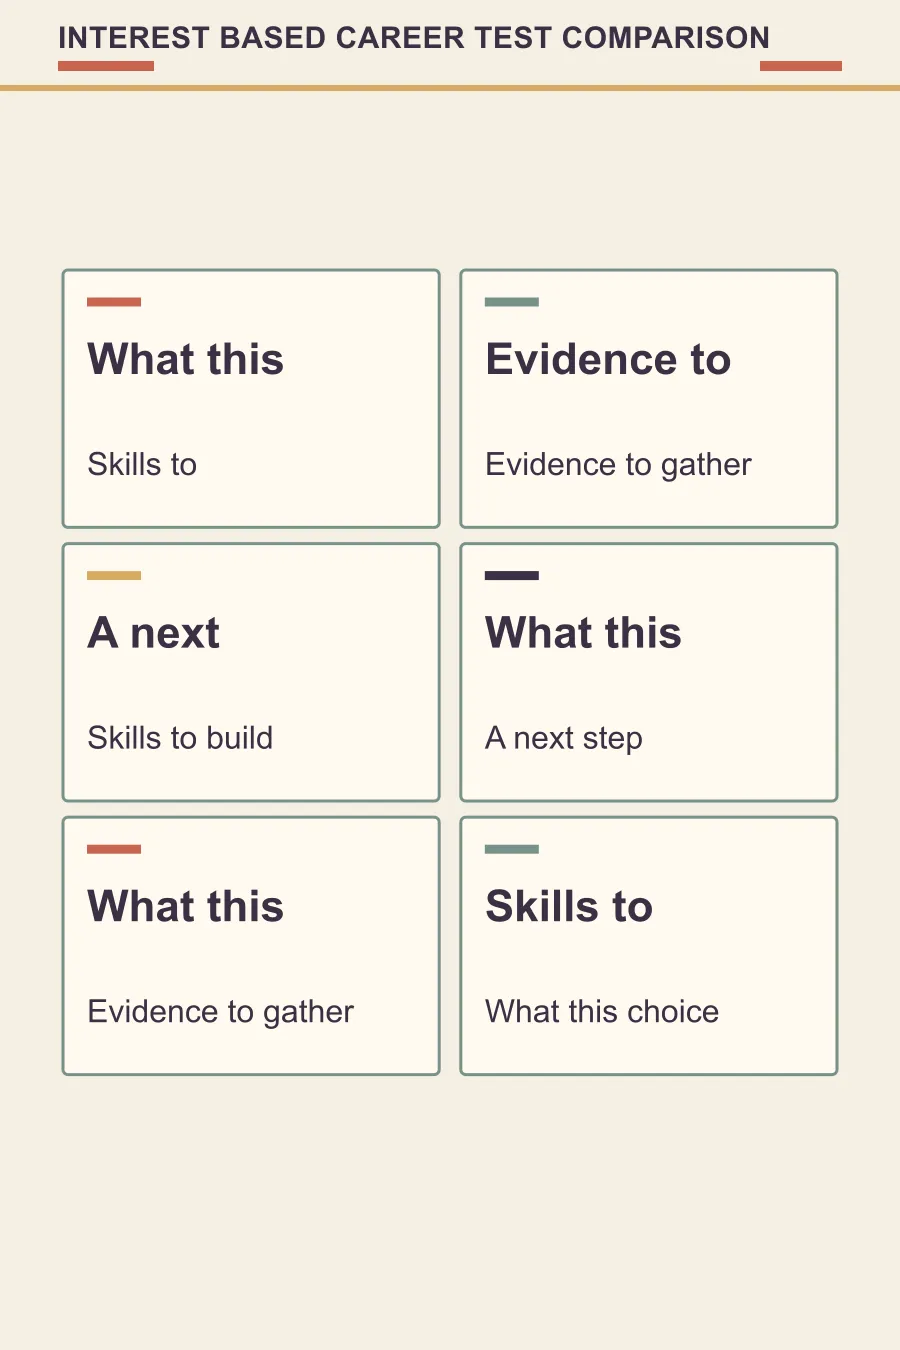 INTEREST BASED CAREER TEST COMPARISON
What this
Skills to
Evidence to
Evidence to gather
A next
Skills to build
What this
A next step
What this
Evidence to gather
Skills to
What this choice